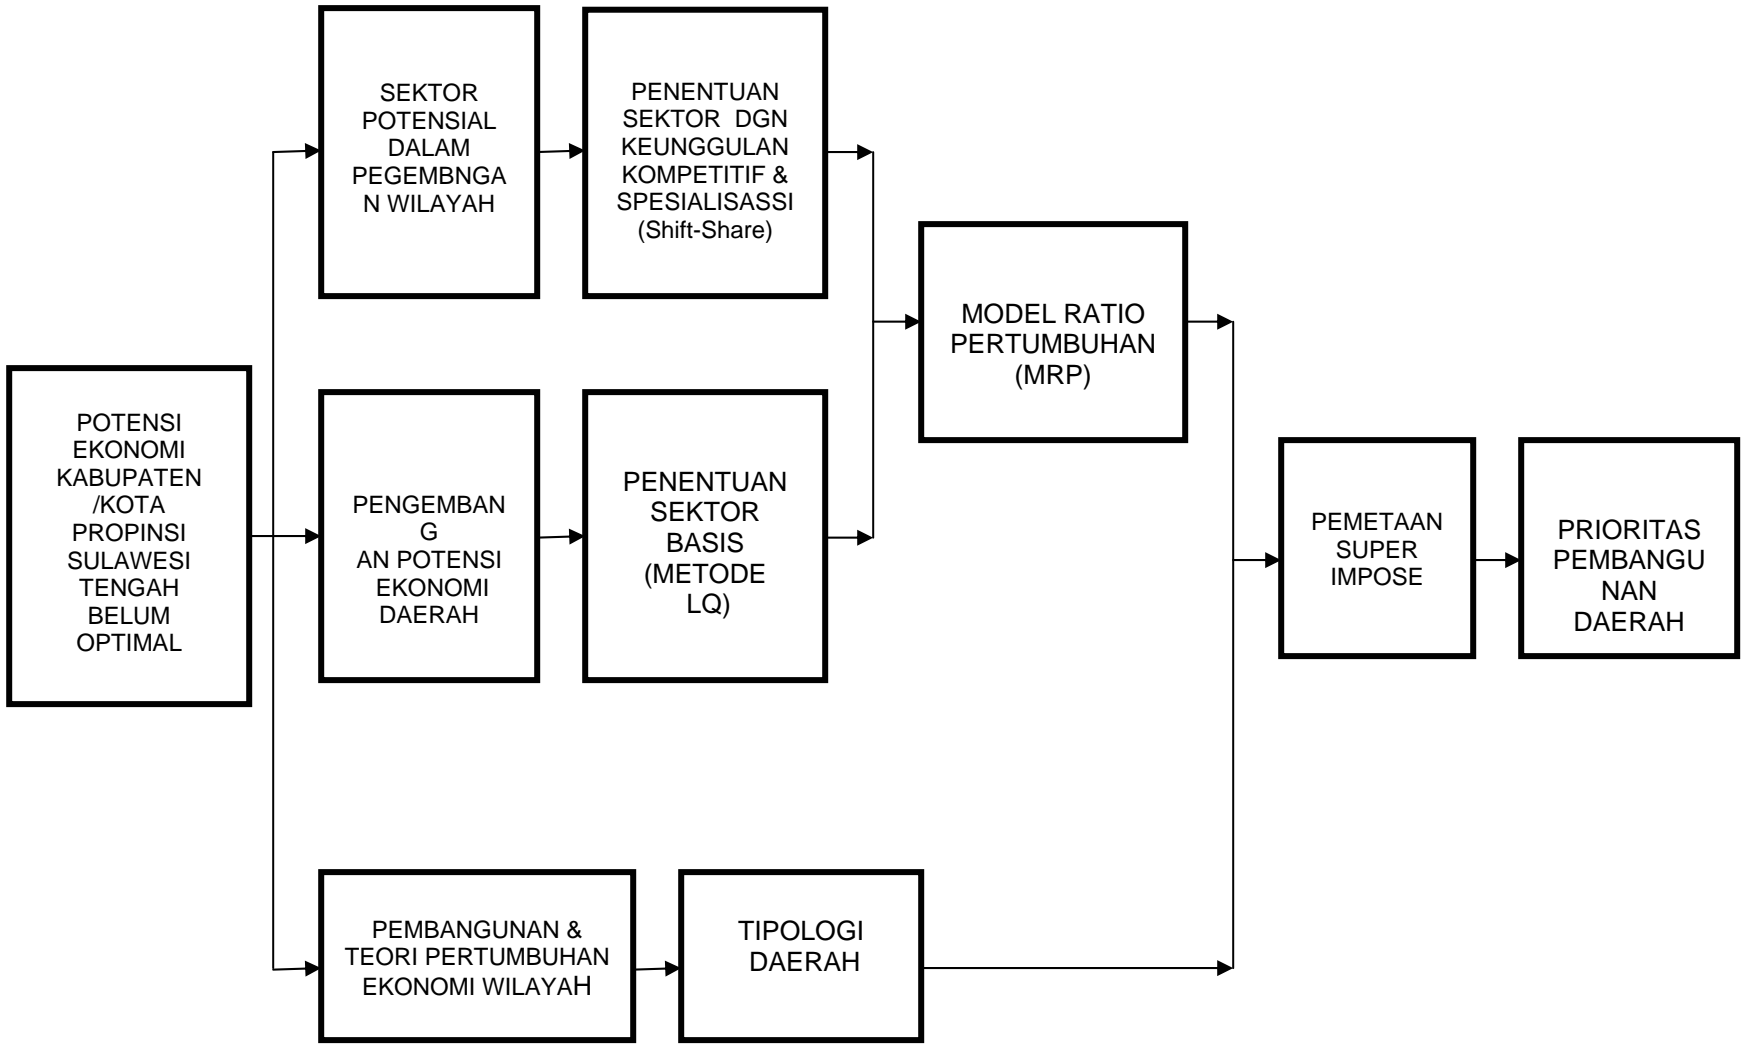 SEKTOR
POTENSIAL
DALAM
PEGEMBNGA
N WILAYAH
PENENTUAN
SEKTOR DGN
KEUNGGULAN
KOMPETITIF &
SPESIALISASSI
(Shift-Share)
MODEL RATIO
PERTUMBUHAN
(MRP)
POTENSI
EKONOMI
KABUPATEN
/KOTA
PROPINSI
SULAWESI
TENGAH
BELUM
OPTIMAL
PENGEMBAN
G
AN POTENSI
EKONOMI
DAERAH
PENENTUAN
SEKTOR
BASIS
(METODE
LQ)
PEMETAAN
SUPER
IMPOSE
PRIORITAS
PEMBANGU
NAN
DAERAH
PEMBANGUNAN &
TEORI PERTUMBUHAN
EKONOMI WILAYAH
TIPOLOGI
DAERAH